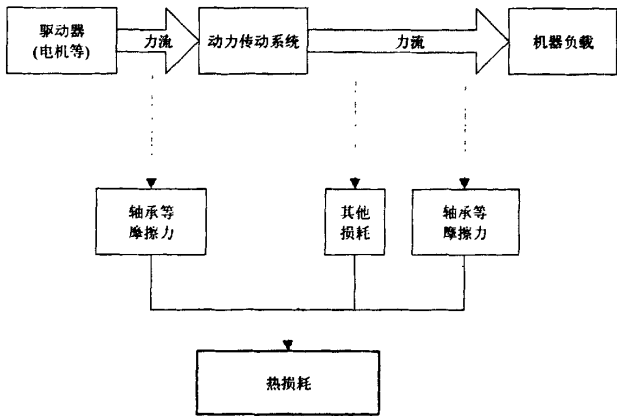 驱动器
(电机等)
力流
动力传动系统
力流
机器负载
轴承等
摩擦力
其他
损耗
轴承等
摩擦力
热损耗